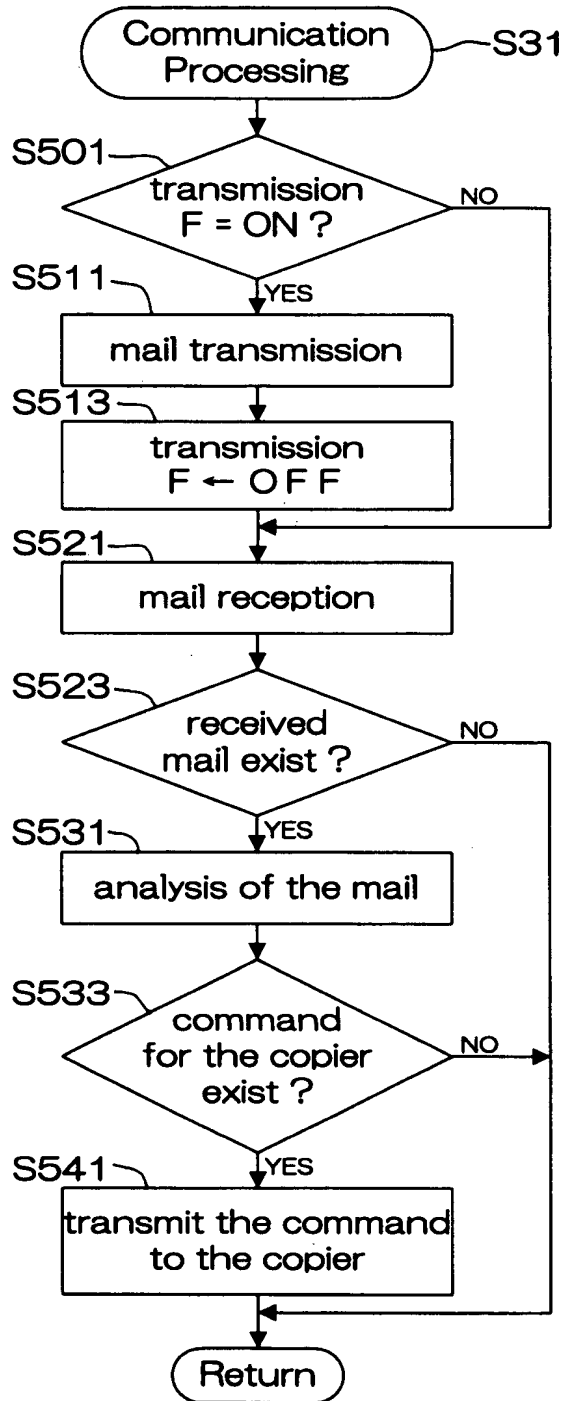 Communication
Processing
S31
S501
transmission
F = ON ?
NO
YES
S511
mail transmission
S513
transmission
F ← OFF
S521
mail reception
S523
received
mail exist ?
NO
YES
S531
analysis of the mail
S533
command
for the copier
exist ?
NO
YES
S541
transmit the command
to the copier
Return